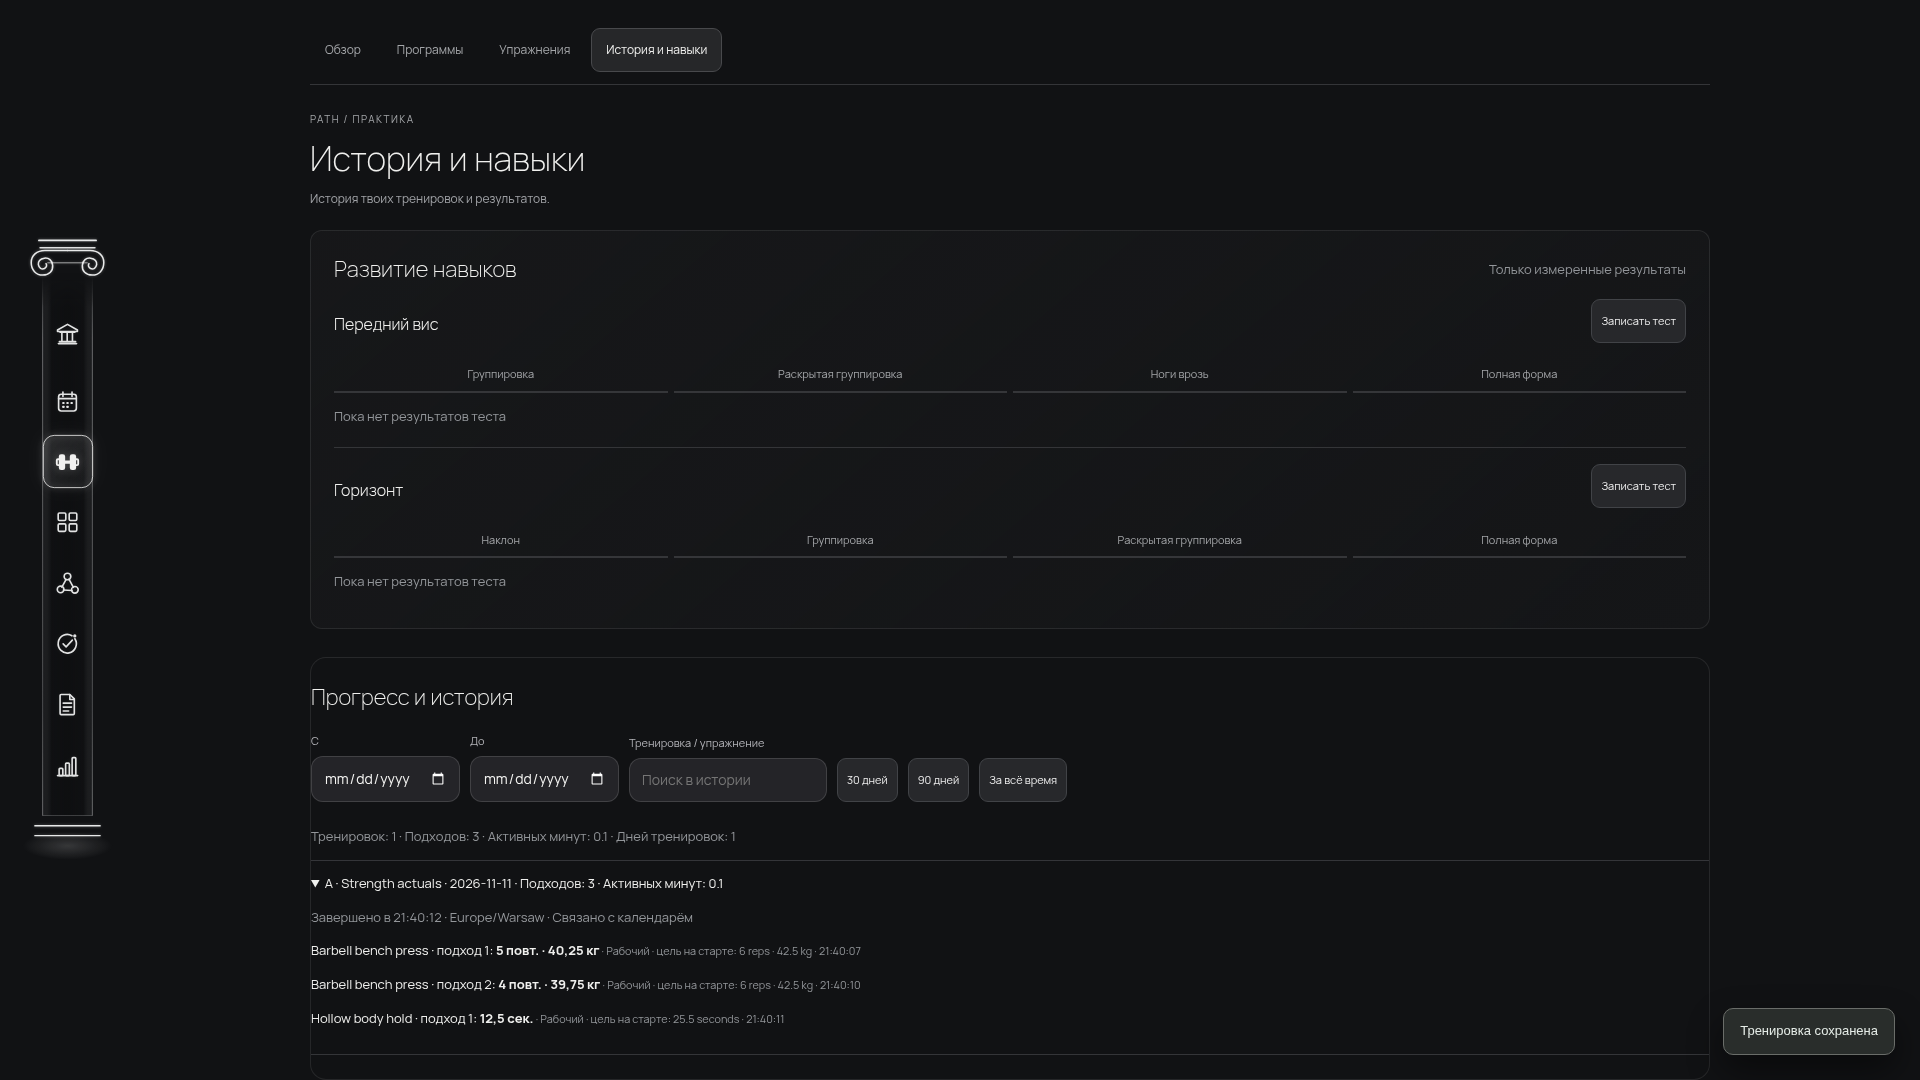 Обзор Программы Упражнения История и навыки
PATH / ПРАКТИКА
История и навыки
История твоих тренировок и результатов.
Развитие навыков Только измеренные результаты
Передний вис Записать тест
Группировка Раскрытая группировка Ноги врозь Полная форма
Пока нет результатов теста
Горизонт Записать тест
Наклон Группировка Раскрытая группировка Полная форма
Пока нет результатов теста
Прогресс и история
С До Тренировка / упражнение
mm/dd/yyyy mm/dd/yyyy Поиск в истории 30 дней 90 дней За всё время
Тренировок: 1 · Подходов: 3 · Активных минут: 0.1 · Дней тренировок: 1
▼ A · Strength actuals · 2026-11-11 · Подходов: 3 · Активных минут: 0.1
Завершено в 21:40:12 · Europe/Warsaw · Связано с календарём
Barbell bench press · подход 1: 5 повт. · 40,25 кг · Рабочий · цель на старте: 6 reps · 42.5 kg · 21:40:07
Barbell bench press · подход 2: 4 повт. · 39,75 кг · Рабочий · цель на старте: 6 reps · 42.5 kg · 21:40:10
Hollow body hold · подход 1: 12,5 сек. · Рабочий · цель на старте: 25.5 seconds · 21:40:11
Тренировка сохранена